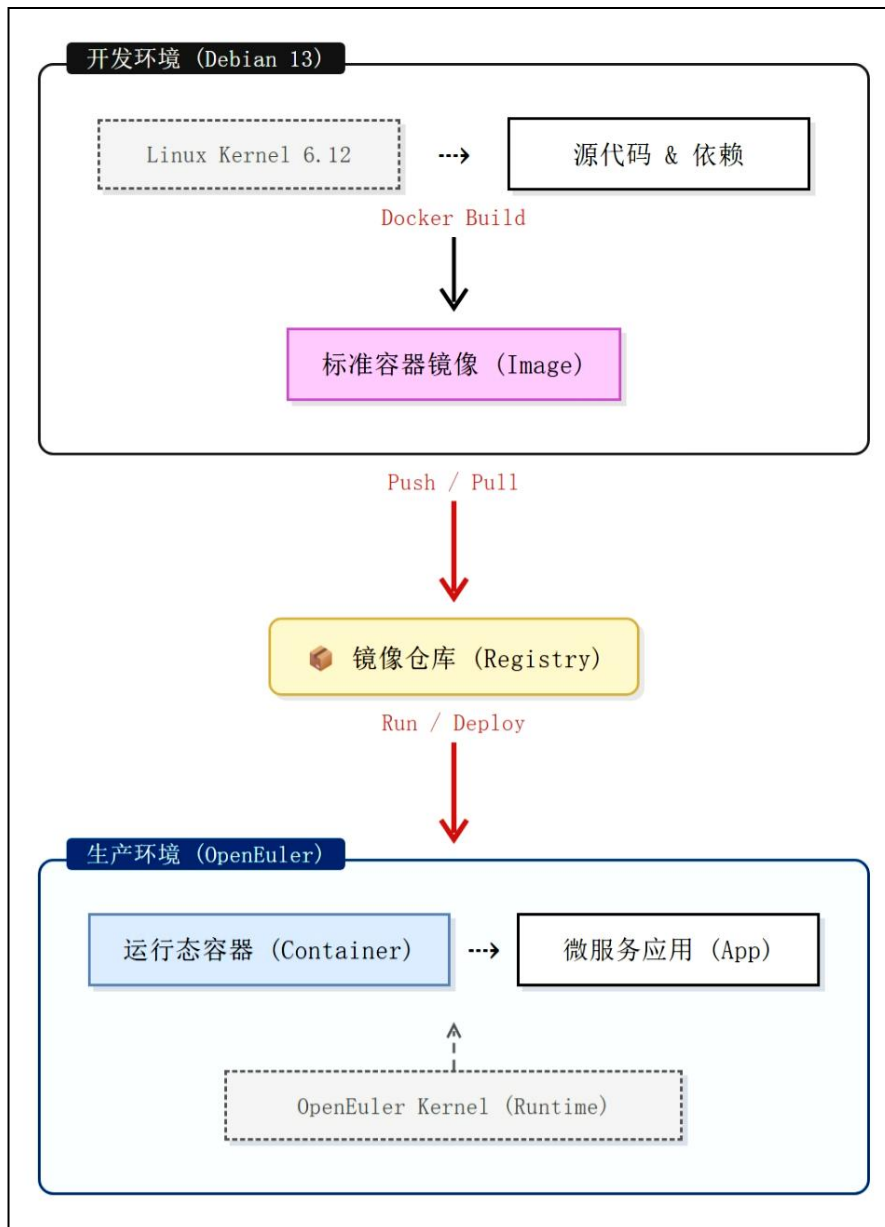 开发环境 (Debian 13)
Linux Kernel 6.12
源代码 & 依赖
Docker Build
标准容器镜像 (Image)
Push / Pull
镜像仓库 (Registry)
Run / Deploy
生产环境 (OpenEuler)
运行态容器 (Container)
微服务应用 (App)
OpenEuler Kernel (Runtime)